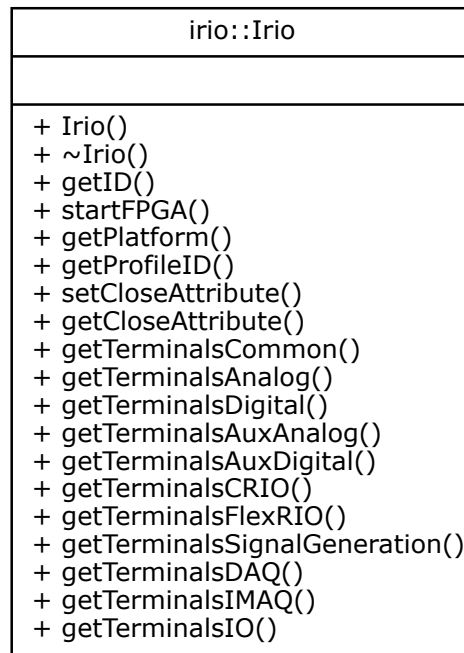 irio::Irio
+ Irio()
+ ~Irio()
+ getID()
+ startFPGA()
+ getPlatform()
+ getProfileID()
+ setCloseAttribute()
+ getCloseAttribute()
+ getTerminalsCommon()
+ getTerminalsAnalog()
+ getTerminalsDigital()
+ getTerminalsAuxAnalog()
+ getTerminalsAuxDigital()
+ getTerminalsCRIO()
+ getTerminalsFlexRIO()
+ getTerminalsSignalGeneration()
+ getTerminalsDAQ()
+ getTerminalsIMAQ()
+ getTerminalsIO()